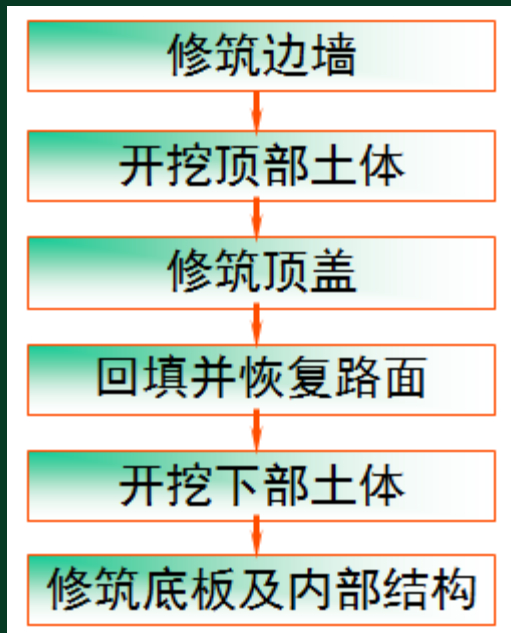 修筑边墙
开挖顶部土体
修筑顶盖
回填并恢复路面
开挖下部土体
修筑底板及内部结构